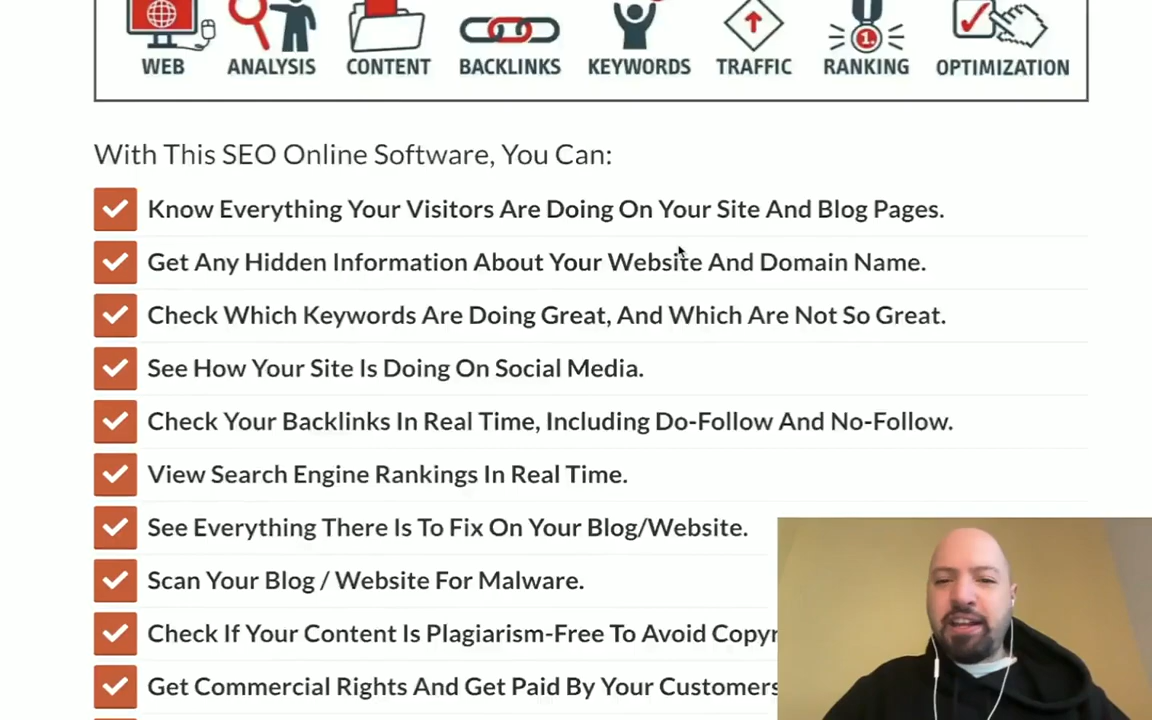 WEB ANALYSIS CONTENT BACKLINKS KEYWORDS TRAFFIC RANKING OPTIMIZATION
With This SEO Online Software, You Can:
Know Everything Your Visitors Are Doing On Your Site And Blog Pages.
Get Any Hidden Information About Your Website And Domain Name.
Check Which Keywords Are Doing Great, And Which Are Not So Great.
See How Your Site Is Doing On Social Media.
Check Your Backlinks In Real Time, Including Do-Follow And No-Follow.
View Search Engine Rankings In Real Time.
See Everything There Is To Fix On Your Blog/Website.
Scan Your Blog / Website For Malware.
Check If Your Content Is Plagiarism-Free To Avoid
Get Commercial Rights And Get Paid By Your Customers